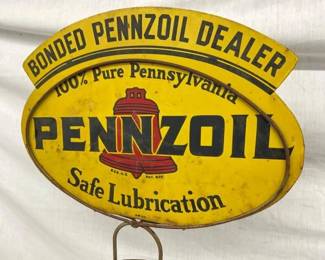 BONDED PENNZOIL DEALER
100% Pure Pennsylvania
PENNZOIL
Safe Lubrication